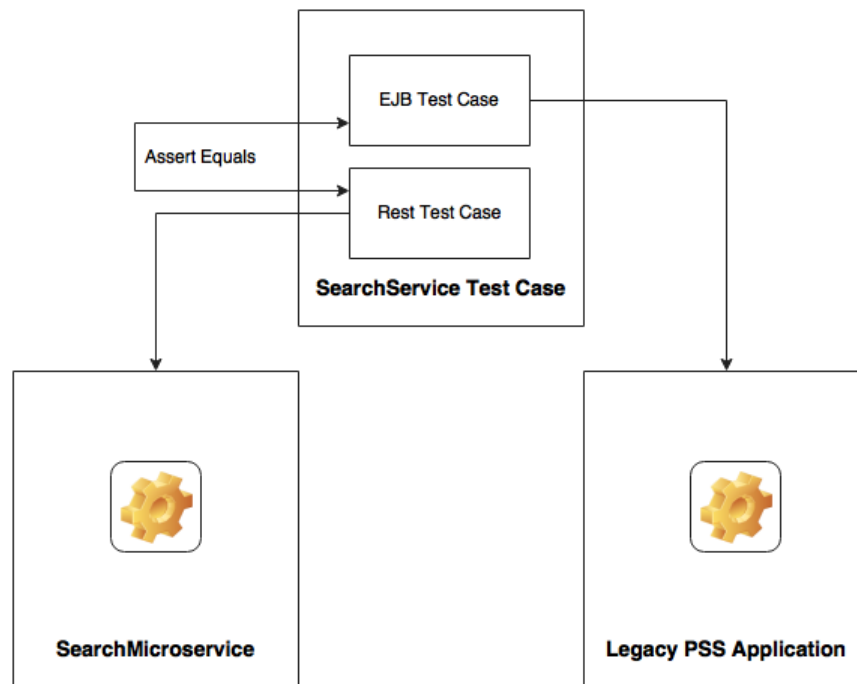 EJB Test Case
Assert Equals
Rest Test Case
SearchService Test Case
SearchMicroservice
Legacy PSS Application